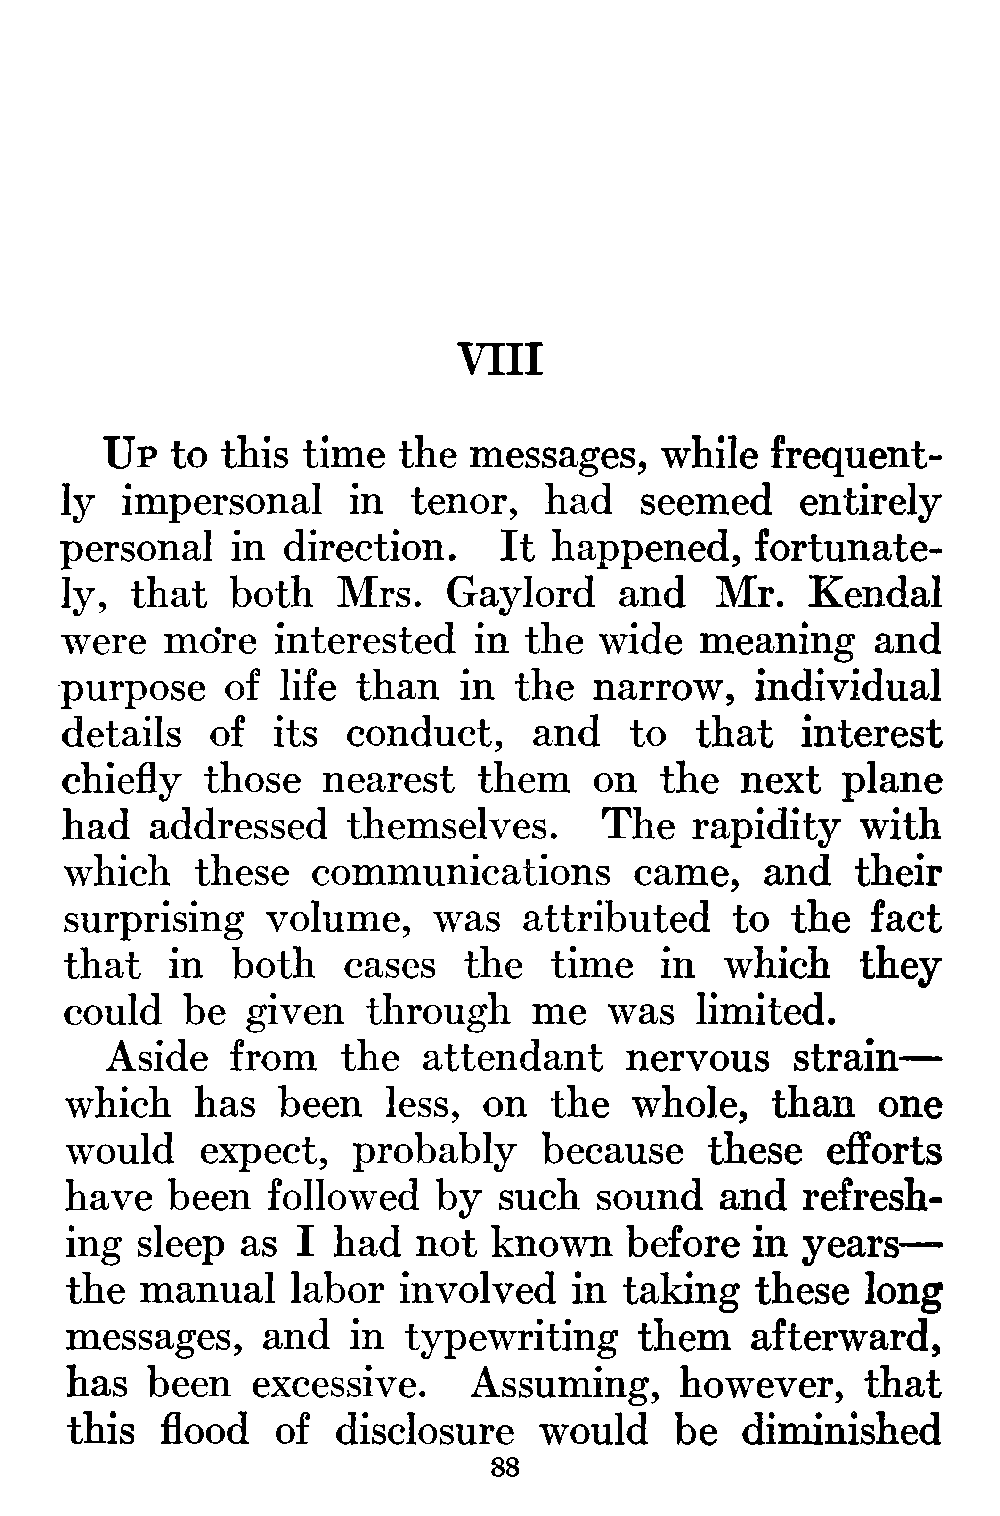 VIII
Up to this time the messages, while frequent-
ly impersonal in tenor, had seemed entirely
personal in direction. It happened, fortunate-
ly, that both Mrs. Gaylord and Mr. Kendal
were more interested in the wide meaning and
purpose of life than in the narrow, individual
details of its conduct, and to that interest
chiefly those nearest them on the next plane
had addressed themselves. The rapidity with
which these communications came, and their
surprising volume, was attributed to the fact
that in both cases the time in which they
could be given through me was limited.
Aside from the attendant nervous strain—
which has been less, on the whole, than one
would expect, probably because these efforts
have been followed by such sound and refresh-
ing sleep as I had not known before in years—
the manual labor involved in taking these long
messages, and in typewriting them afterward,
has been excessive. Assuming, however, that
this flood of disclosure would be diminished
88